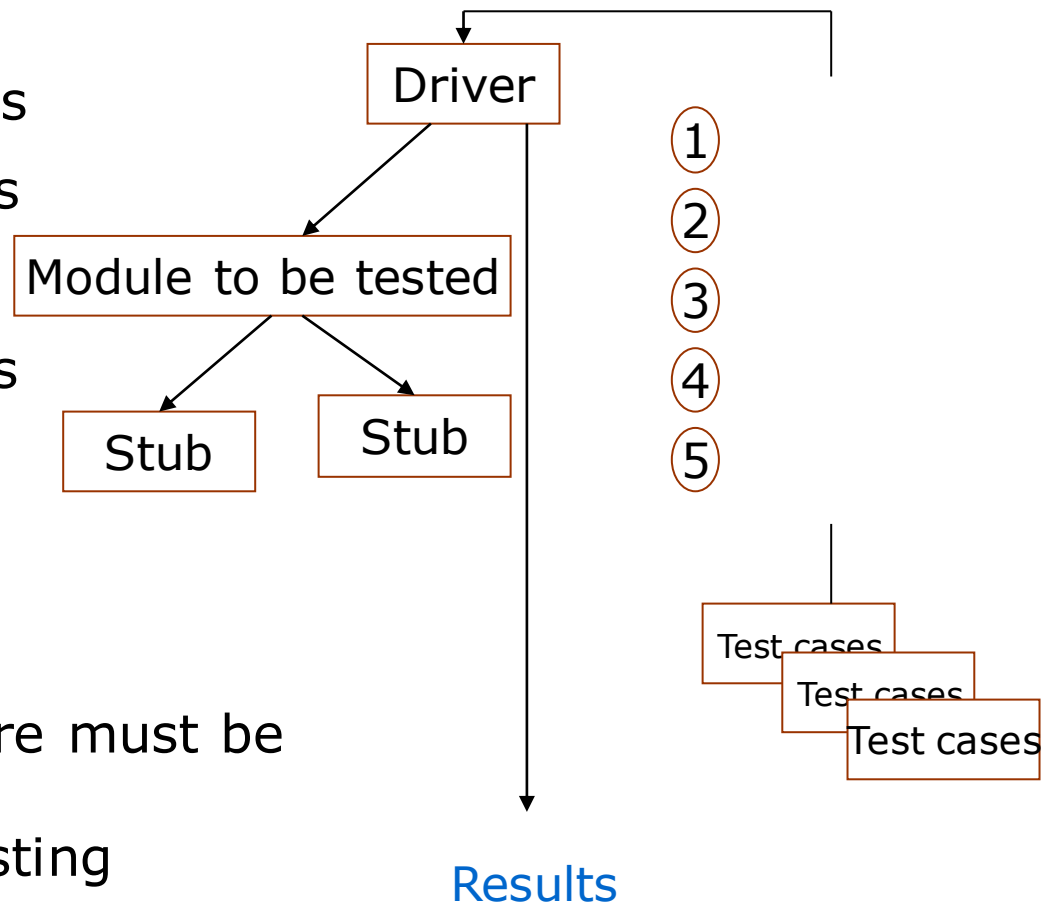 Driver
s
1
s
2
Module to be tested
3
s
4
Stub
Stub
5
Test cases
Test cases
Test cases
re must be
sting
Results